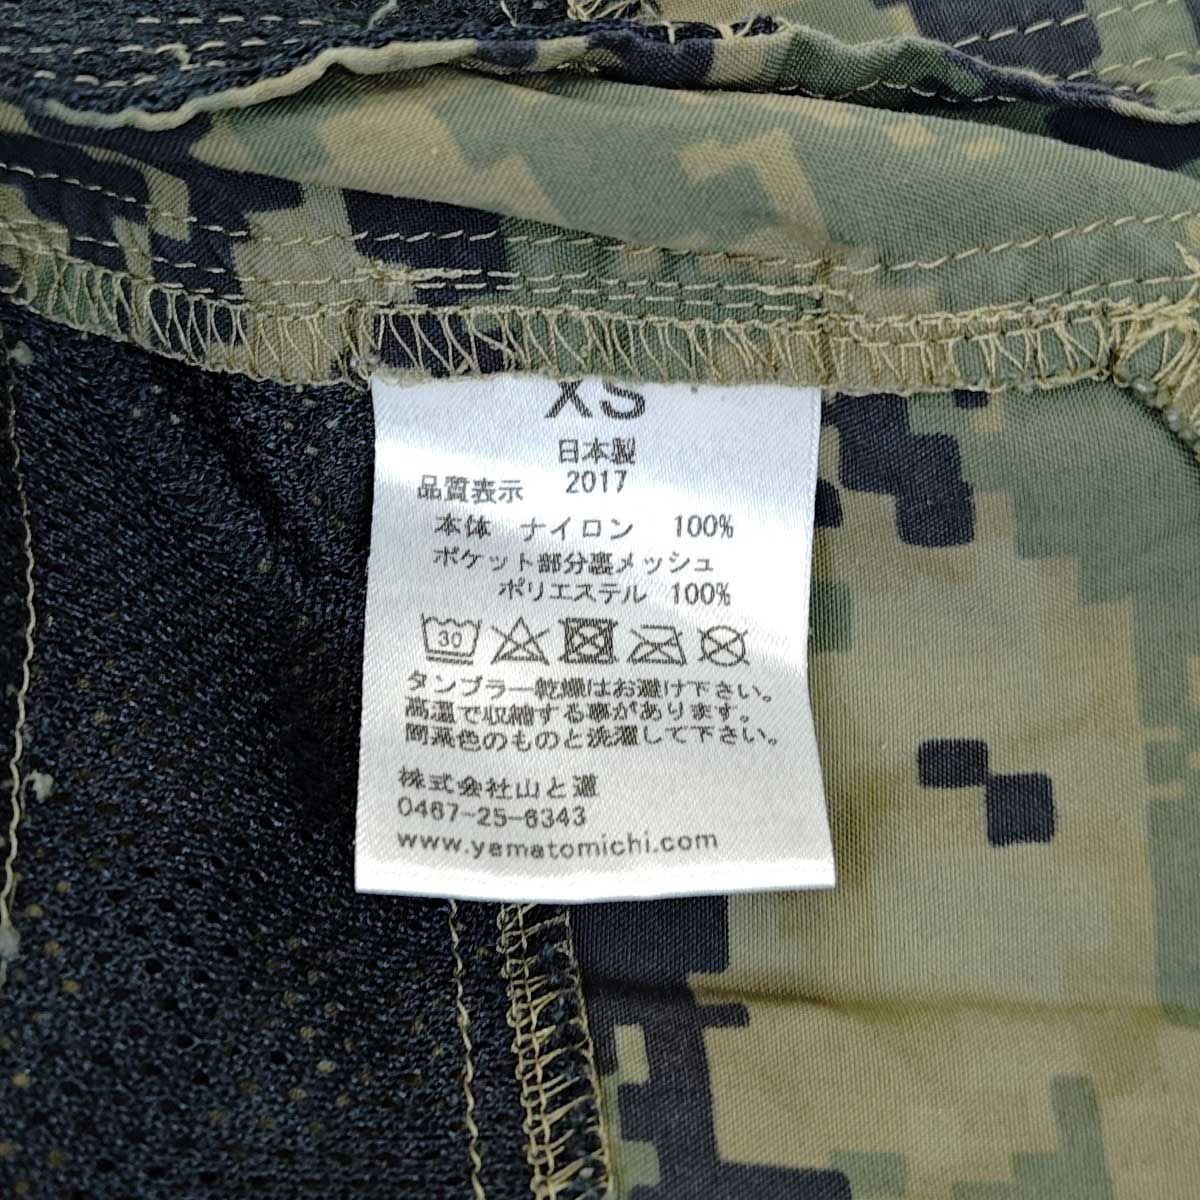 XS
日本製
品質表示 2017
本体 ナイロン 100%
ポケット部分裏メッシュ
ポリエステル 100%
30
タンブラー乾燥はお避け下さい。
高温で収縮する事があります。
同系色のものと洗濯して下さい。
株式会社山と道
0467-25-6343
www.yamatomichi.com